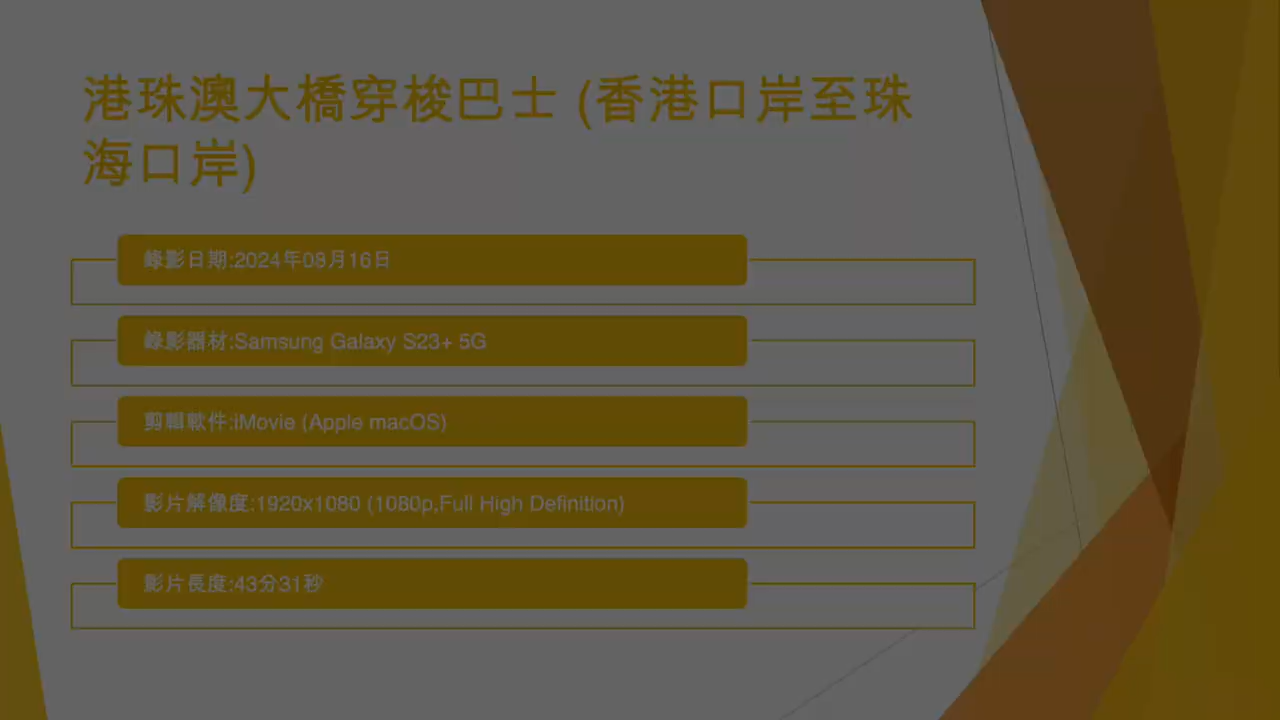 港珠澳大橋穿梭巴士 (香港口岸至珠
海口岸)
錄影日期:2024年08月16日
錄影器材:Samsung Galaxy S23+ 5G
剪輯軟件:iMovie (Apple macOS)
影片解像度:1920x1080 (1080p,Full High Definition)
影片長度:43分31秒